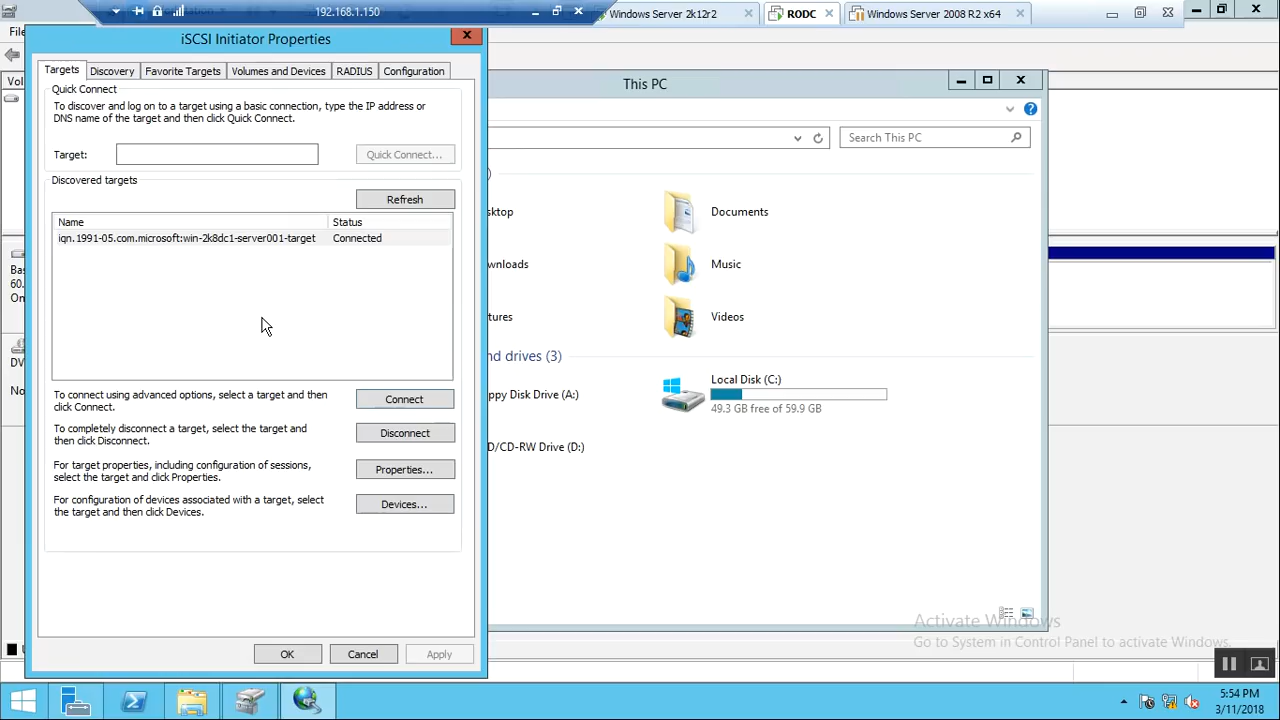 192.168.1.150
Windows Server 2k12:2
RODC
Windows Server 2008 R2 x64
iSCSI Initiator Properties
Targets
Discovery
Favorite Targets
Volumes and Devices
RADIUS
Configuration
Quick Connect
To discover and log on to a target using a basic connection, type the IP address or
DNS name of the target and then click Quick Connect.
Target:
Quick Connect...
Discovered targets
Refresh
Name
Status
iqn.1991-05.com.microsoft:win-2k8dc1-server001-target
Connected
To connect using advanced options, select a target and then
click Connect.
Connect
To completely disconnect a target, select the target and
then click Disconnect.
Disconnect
For target properties, including configuration of sessions,
select the target and click Properties.
Properties...
For configuration of devices associated with a target, select
the target and then click Devices.
Devices...
OK
Cancel
Apply
Fil
Vol
Bas
60.
On
DV
No
This PC
Search This PC
sktop
Documents
wnloads
Music
tures
Videos
nd drives (3)
ppy Disk Drive (A:)
Local Disk (C:)
49.3 GB free of 59.9 GB
D/CD-RW Drive (D:)
Activate Windows
Go to System in Control Panel to activate Windows.
5:54 PM
3/11/2018